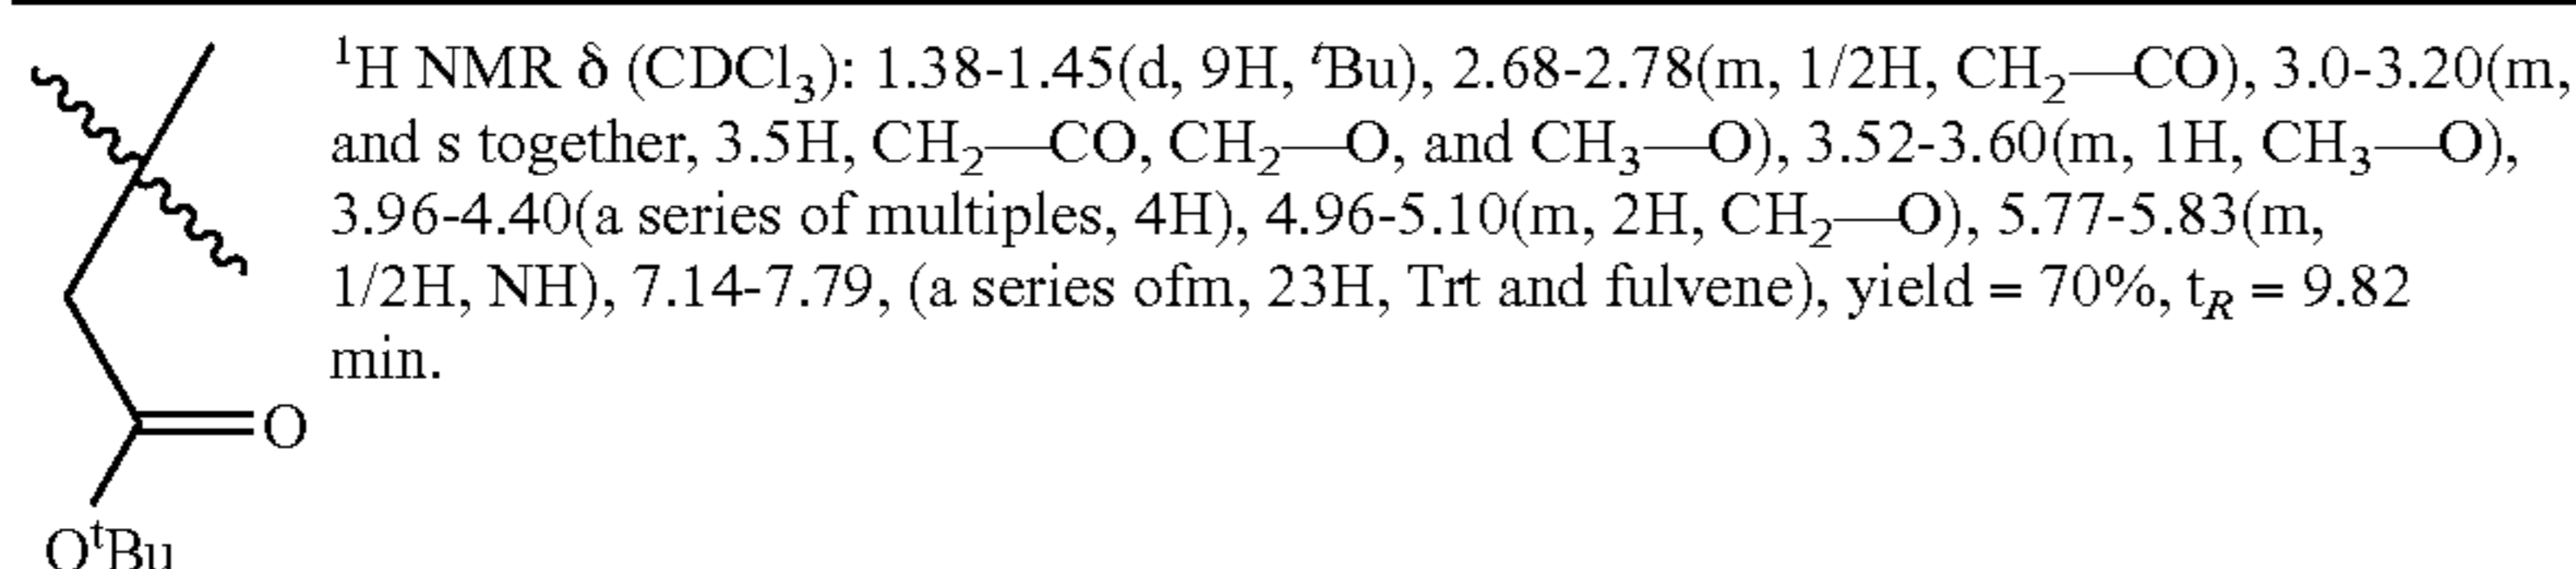 ¹H NMR δ (CDCl₃): 1.38-1.45(d, 9H, ᵗBu), 2.68-2.78(m, 1/2H, CH₂—CO), 3.0-3.20(m,
and s together, 3.5H, CH₂—CO, CH₂—O, and CH₃—O), 3.52-3.60(m, 1H, CH₃—O),
3.96-4.40(a series of multiples, 4H), 4.96-5.10(m, 2H, CH₂—O), 5.77-5.83(m,
1/2H, NH), 7.14-7.79, (a series ofm, 23H, Trt and fulvene), yield = 70%, t_R = 9.82
min.
O
OᵗBu